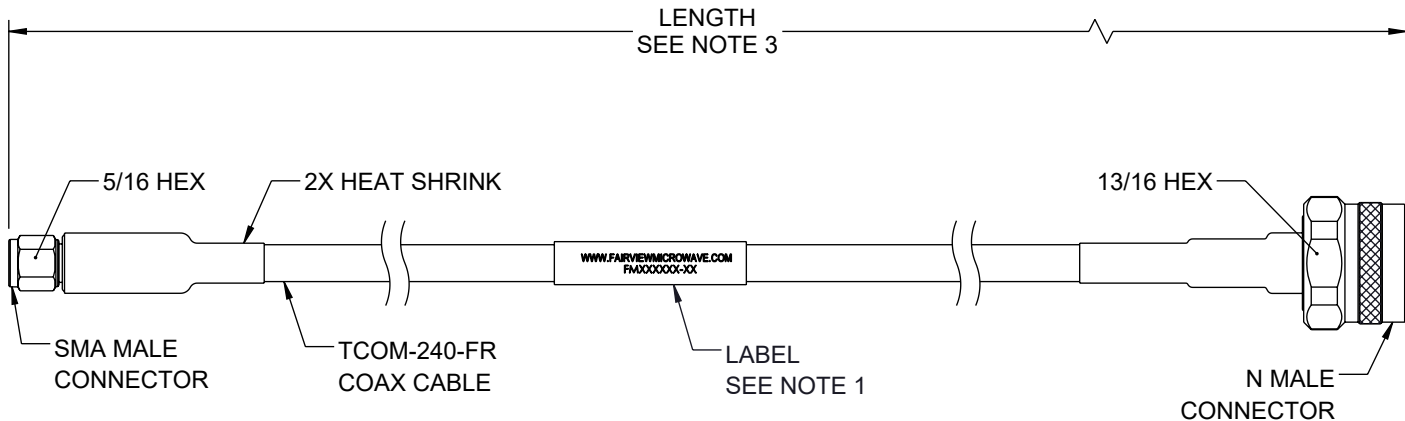 LENGTH
SEE NOTE 3
5/16 HEX
2X HEAT SHRINK
13/16 HEX
WWW.FAIRVIEWMICROWAVE.COM
FMXXXXXX-XX
SMA MALE
CONNECTOR
TCOM-240-FR
COAX CABLE
LABEL
SEE NOTE 1
N MALE
CONNECTOR